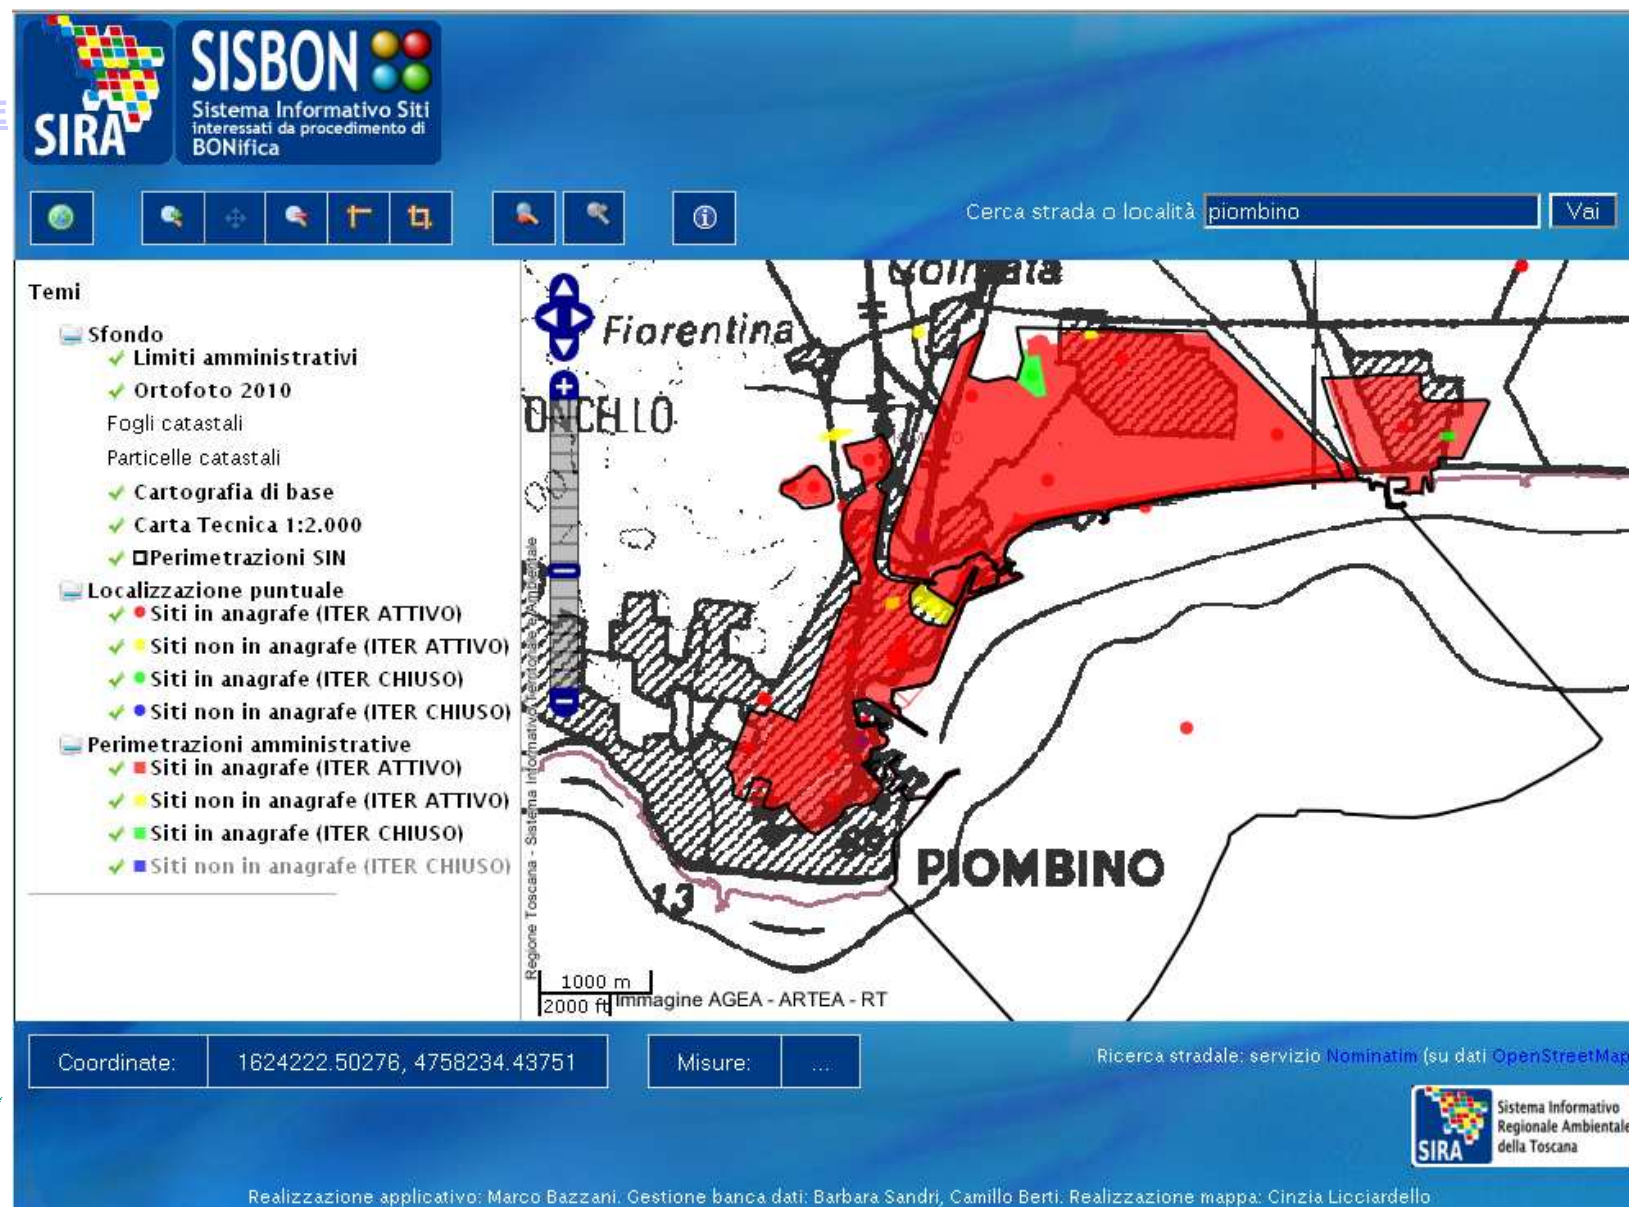 SIRA
SISBON
Sistema Informativo Siti
interessati da procedimento di
BONifica
Cerca strada o località piombino Vai
Temi
Sfondo
Limiti amministrativi
Ortofoto 2010
Fogli catastali
Particelle catastali
Cartografia di base
Carta Tecnica 1:2.000
Perimetrazioni SIN
Localizzazione puntuale
Siti in anagrafe (ITER ATTIVO)
Siti non in anagrafe (ITER ATTIVO)
Siti in anagrafe (ITER CHIUSO)
Siti non in anagrafe (ITER CHIUSO)
Perimetrazioni amministrative
Siti in anagrafe (ITER ATTIVO)
Siti non in anagrafe (ITER ATTIVO)
Siti in anagrafe (ITER CHIUSO)
Siti non in anagrafe (ITER CHIUSO)
Fiorentina
PIOMBINO
13
Regione Toscana - Sistema Informativo Territoriale e Ambientale
1000 m
2000 ft
Immagine AGEA - ARTEA - RT
Coordinate: 1624222.50276, 4758234.43751 Misure: ...
Ricerca stradale: servizio Nominatim (su dati OpenStreetMap
SIRA
Sistema Informativo
Regionale Ambientale
della Toscana
Realizzazione applicativo: Marco Bazzani. Gestione banca dati: Barbara Sandri, Camillo Berti. Realizzazione mappa: Cinzia Licciardello